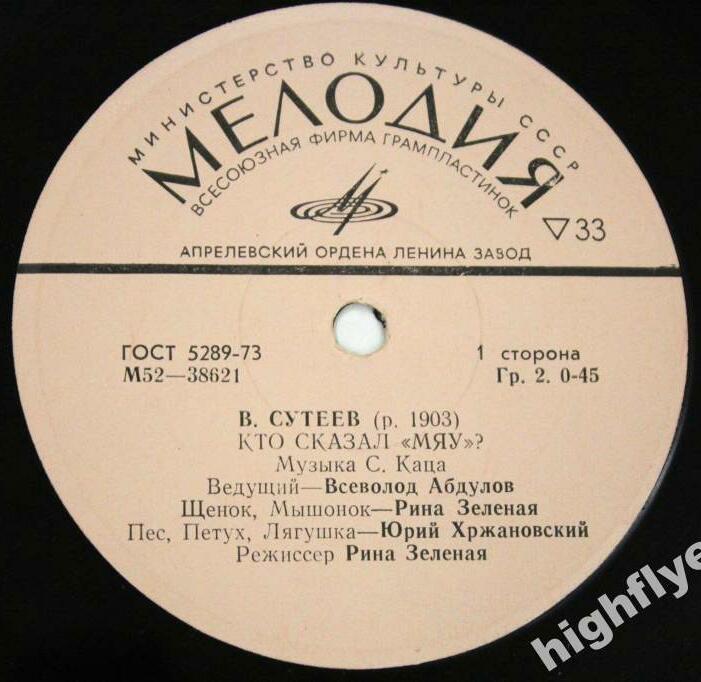 МИНИСТЕРСТВО КУЛЬТУРЫ СССР
МЕЛОДИЯ
ВСЕСОЮЗНАЯ ФИРМА ГРАМПЛАСТИНОК
▽33
АПРЕЛЕВСКИЙ ОРДЕНА ЛЕНИНА ЗАВОД
ГОСТ 5289-73
1 сторона
М52—38621
Гр. 2. 0-45
В. СУТЕЕВ (р. 1903)
КТО СКАЗАЛ «МЯУ»?
Музыка С. Каца
Ведущий—Всеволод Абдулов
Щенок, Мышонок—Рина Зеленая
Пес, Петух, Лягушка—Юрий Хржановский
Режиссер Рина Зеленая
highflye